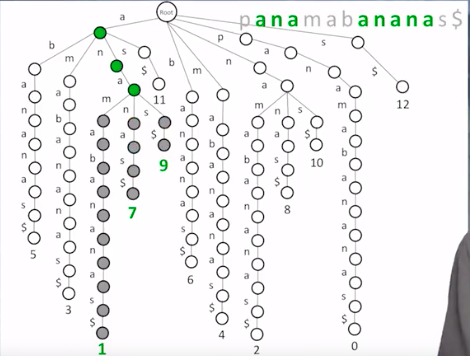 Root
panamabananas$
a
b a n a n a s $
5
m a b a n a n a s $
3
n a
m a b a n a n a s $
1
n a s $
7
s $
9
s $
11
b a n a n a s $
6
m a b a n a n a s $
4
n a
m a b a n a n a s $
2
n a s $
8
s $
10
p a n a m a b a n a n a s $
0
s $
12